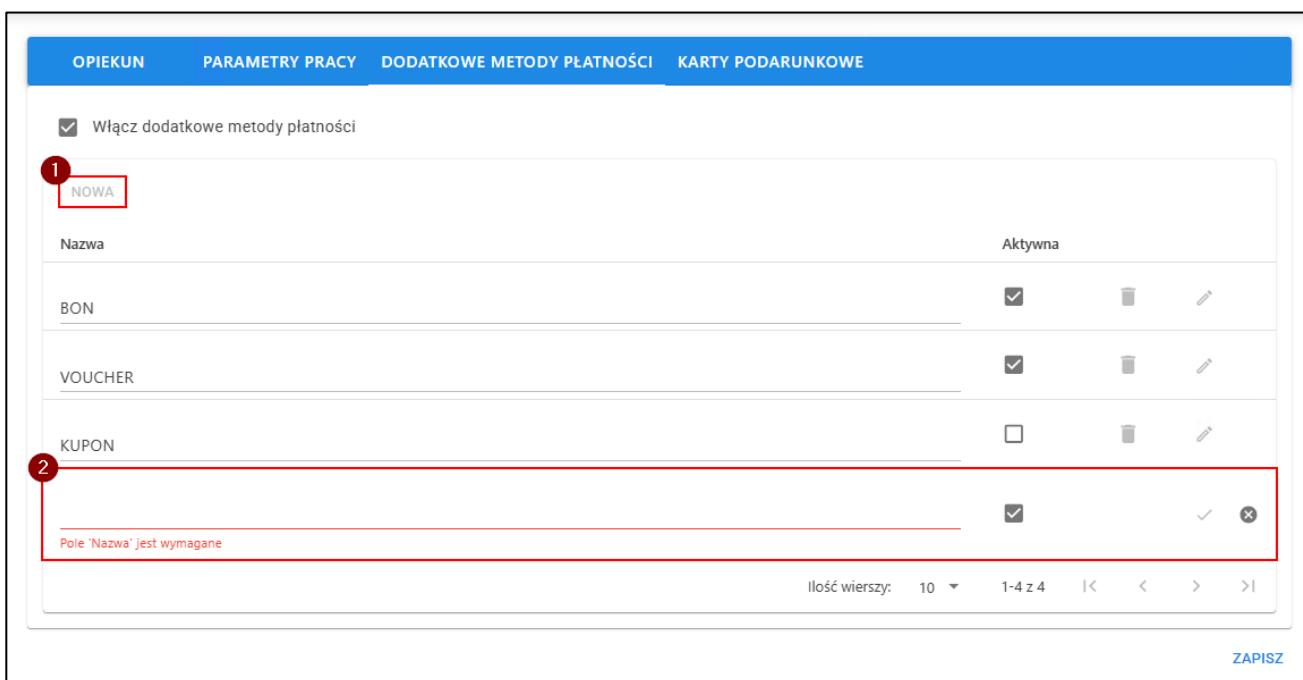 OPIEKUN PARAMETRY PRACY DODATKOWE METODY PŁATNOŚCI KARTY PODARUNKOWE
Włącz dodatkowe metody płatności
1
NOWA
Nazwa Aktywna
BON
VOUCHER
KUPON
2
Pole 'Nazwa' jest wymagane
Ilość wierszy: 10 1-4 z 4
ZAPISZ